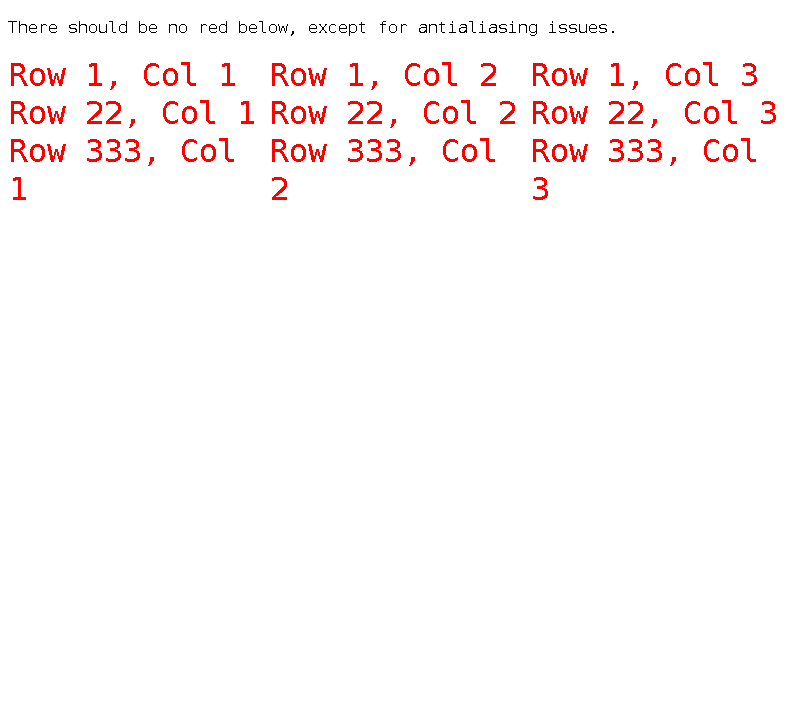 There should be no red below, except for antialiasing issues.
Row 1, Col 1 Row 1, Col 2 Row 1, Col 3
Row 22, Col 1 Row 22, Col 2 Row 22, Col 3
Row 333, Col Row 333, Col Row 333, Col
1 2 3